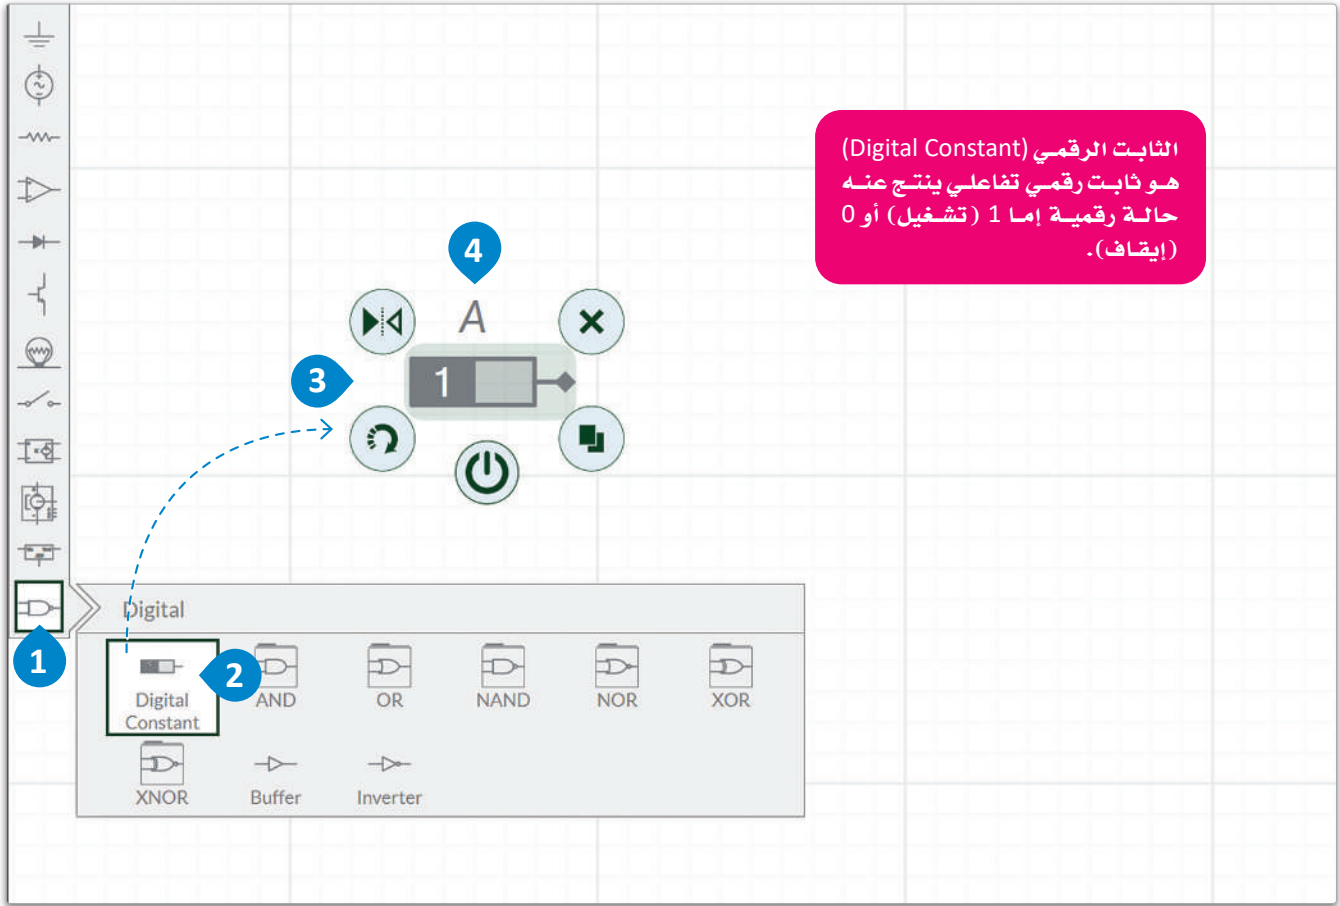 الثابت الرقمي (Digital Constant)
هو ثابت رقمي تفاعلي ينتج عنه
حالة رقمية إما 1 (تشغيل) أو 0
(إيقاف).
4
A
3
1
Digital
1
2
Digital
Constant
AND
OR
NAND
NOR
XOR
XNOR
Buffer
Inverter